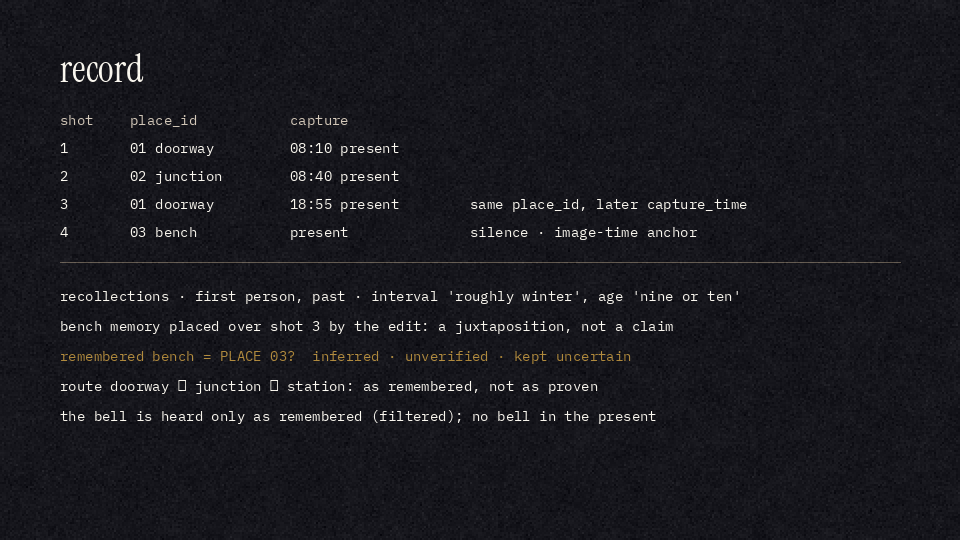 record
shot place_id capture
1 01 doorway 08:10 present
2 02 junction 08:40 present
3 01 doorway 18:55 present same place_id, later capture_time
4 03 bench present silence · image-time anchor
recollections · first person, past · interval 'roughly winter', age 'nine or ten'
bench memory placed over shot 3 by the edit: a juxtaposition, not a claim
remembered bench = PLACE 03? inferred · unverified · kept uncertain
route doorway □ junction □ station: as remembered, not as proven
the bell is heard only as remembered (filtered); no bell in the present